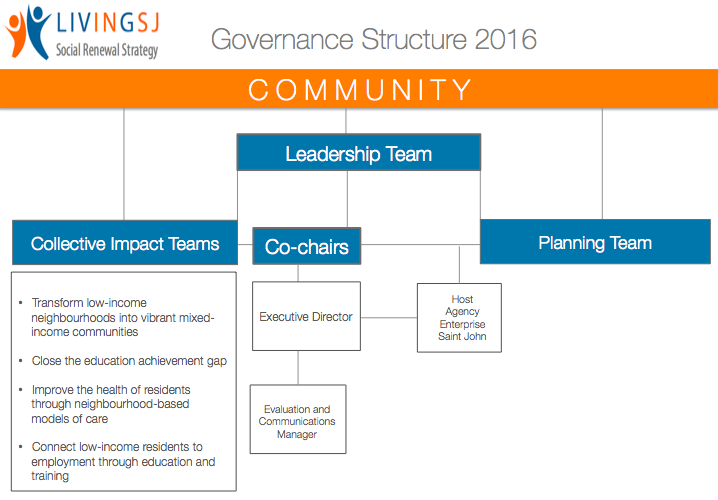 LIVINGSJ
Social Renewal Strategy
Governance Structure 2016
COMMUNITY
Leadership Team
Collective Impact Teams
Co-chairs
Planning Team
• Transform low-income
neighbourhoods into vibrant mixed-
income communities
• Close the education achievement gap
• Improve the health of residents
through neighbourhood-based
models of care
• Connect low-income residents to
employment through education and
training
Executive Director
Host
Agency
Enterprise
Saint John
Evaluation and
Communications
Manager